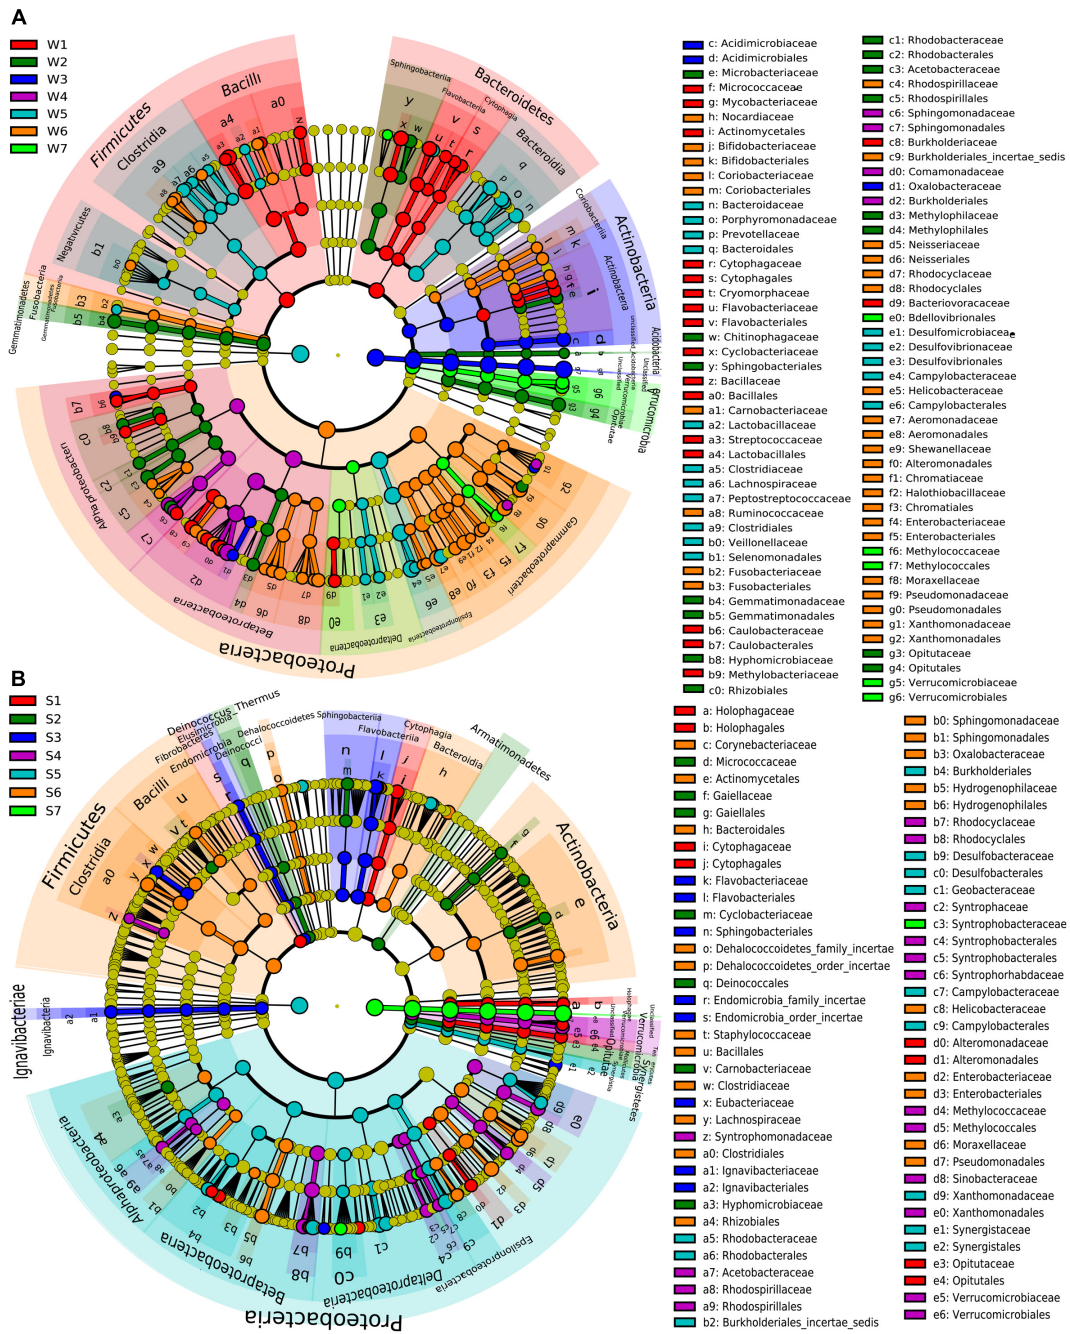 A
W1
W2
W3
W4
W5
W6
W7
Firmicutes
Bacilli
Clostridia
Negativicutes
Bacteroidetes
Sphingobacteriia
Flavobacteriia
Cytophagia
Bacteroidia
Actinobacteria
Coriobacteriia
Actinobacteria
Acidobacteria
Verrucomicrobia
Opitutae
Gemmatimonadetes
Fusobacteria
Proteobacteria
Alphaproteobacteria
Betaproteobacteria
Deltaproteobacteria
Epsilonproteobacteria
Gammaproteobacteri
c: Acidimicrobiaceae
d: Acidimicrobiales
e: Microbacteriaceae
f: Micrococcaceae
g: Mycobacteriaceae
h: Nocardiaceae
i: Actinomycetales
j: Bifidobacteriaceae
k: Bifidobacteriales
l: Coriobacteriaceae
m: Coriobacteriales
n: Bacteroidaceae
o: Porphyromonadaceae
p: Prevotellaceae
q: Bacteroidales
r: Cytophagaceae
s: Cytophagales
t: Cryomorphaceae
u: Flavobacteriaceae
v: Flavobacteriales
w: Chitinophagaceae
x: Cyclobacteriaceae
y: Sphingobacteriales
z: Bacillaceae
a0: Bacillales
a1: Carnobacteriaceae
a2: Lactobacillaceae
a3: Streptococcaceae
a4: Lactobacillales
a5: Clostridiaceae
a6: Lachnospiraceae
a7: Peptostreptococcaceae
a8: Ruminococcaceae
a9: Clostridiales
b0: Veillonellaceae
b1: Selenomonadales
b2: Fusobacteriaceae
b3: Fusobacteriales
b4: Gemmatimonadaceae
b5: Gemmatimonadales
b6: Caulobacteraceae
b7: Caulobacterales
b8: Hyphomicrobiaceae
b9: Methylobacteriaceae
c0: Rhizobiales
c1: Rhodobacteraceae
c2: Rhodobacterales
c3: Acetobacteraceae
c4: Rhodospirillaceae
c5: Rhodospirillales
c6: Sphingomonadaceae
c7: Sphingomonadales
c8: Burkholderiaceae
c9: Burkholderiales_incertae_sedis
d0: Comamonadaceae
d1: Oxalobacteraceae
d2: Burkholderiales
d3: Methylophilaceae
d4: Methylophilales
d5: Neisseriaceae
d6: Neisseriales
d7: Rhodocyclaceae
d8: Rhodocyclales
d9: Bacteriovoracaceae
e0: Bdellovibrionales
e1: Desulfomicrobiaceae
e2: Desulfovibrionaceae
e3: Desulfovibrionales
e4: Campylobacteraceae
e5: Helicobacteraceae
e6: Campylobacterales
e7: Aeromonadaceae
e8: Aeromonadales
e9: Shewanellaceae
f0: Alteromonadales
f1: Chromatiaceae
f2: Halothiobacillaceae
f3: Chromatiales
f4: Enterobacteriaceae
f5: Enterobacteriales
f6: Methylococcaceae
f7: Methylococcales
f8: Moraxellaceae
f9: Pseudomonadaceae
g0: Pseudomonadales
g1: Xanthomonadaceae
g2: Xanthomonadales
g3: Opitutaceae
g4: Opitutales
g5: Verrucomicrobiaceae
g6: Verrucomicrobiales
B
S1
S2
S3
S4
S5
S6
S7
Firmicutes
Bacilli
Clostridia
Fibrobacteres
Elusimicrobia
Endomicrobia
Deinococcus_Thermus
Deinococci
Dehalococcoidetes
Sphingobacteriia
Flavobacteriia
Cytophagia
Bacteroidia
Armatimonadetes
Actinobacteria
Verrucomicrobia
Opitutae
Synergistetes
Ignavibacteriae
Ignavibacteria
Proteobacteria
Alphaproteobacteria
Betaproteobacteria
Deltaproteobacteria
Epsilonproteobacteria
a: Holophagaceae
b: Holophagales
c: Corynebacteriaceae
d: Micrococcaceae
e: Actinomycetales
f: Gaiellaceae
g: Gaiellales
h: Bacteroidales
i: Cytophagaceae
j: Cytophagales
k: Flavobacteriaceae
l: Flavobacteriales
m: Cyclobacteriaceae
n: Sphingobacteriales
o: Dehalococcoidetes_family_incertae
p: Dehalococcoidetes_order_incertae
q: Deinococcales
r: Endomicrobia_family_incertae
s: Endomicrobia_order_incertae
t: Staphylococcaceae
u: Bacillales
v: Carnobacteriaceae
w: Clostridiaceae
x: Eubacteriaceae
y: Lachnospiraceae
z: Syntrophomonadaceae
a0: Clostridiales
a1: Ignavibacteriaceae
a2: Ignavibacteriales
a3: Hyphomicrobiaceae
a4: Rhizobiales
a5: Rhodobacteraceae
a6: Rhodobacterales
a7: Acetobacteraceae
a8: Rhodospirillaceae
a9: Rhodospirillales
b2: Burkholderiales_incertae_sedis
b0: Sphingomonadaceae
b1: Sphingomonadales
b3: Oxalobacteraceae
b4: Burkholderiales
b5: Hydrogenophilaceae
b6: Hydrogenophilales
b7: Rhodocyclaceae
b8: Rhodocyclales
b9: Desulfobacteraceae
c0: Desulfobacterales
c1: Geobacteraceae
c2: Syntrophaceae
c3: Syntrophobacteraceae
c4: Syntrophobacterales
c5: Syntrophobacterales
c6: Syntrophorhabdaceae
c7: Campylobacteraceae
c8: Helicobacteraceae
c9: Campylobacterales
d0: Alteromonadaceae
d1: Alteromonadales
d2: Enterobacteriaceae
d3: Enterobacteriales
d4: Methylococcaceae
d5: Methylococcales
d6: Moraxellaceae
d7: Pseudomonadales
d8: Sinobacteraceae
d9: Xanthomonadaceae
e0: Xanthomonadales
e1: Synergistaceae
e2: Synergistales
e3: Opitutaceae
e4: Opitutales
e5: Verrucomicrobiaceae
e6: Verrucomicrobiales